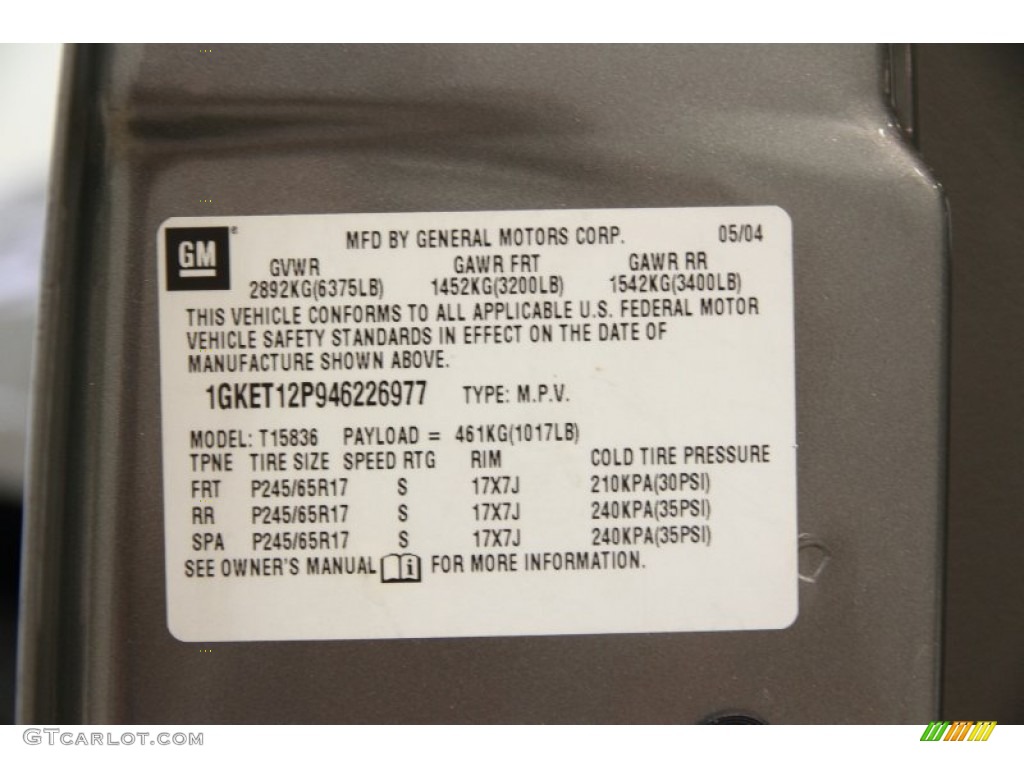 GM
MFD BY GENERAL MOTORS CORP. 05/04
GVWR GAWR FRT GAWR RR
2892KG(6375LB) 1452KG(3200LB) 1542KG(3400LB)
THIS VEHICLE CONFORMS TO ALL APPLICABLE U.S. FEDERAL MOTOR
VEHICLE SAFETY STANDARDS IN EFFECT ON THE DATE OF
MANUFACTURE SHOWN ABOVE.
1GKET12P946226977 TYPE: M.P.V.
MODEL: T15836 PAYLOAD = 461KG(1017LB)
TPNE TIRE SIZE SPEED RTG RIM COLD TIRE PRESSURE
FRT P245/65R17 S 17X7J 210KPA(30PSI)
RR P245/65R17 S 17X7J 240KPA(35PSI)
SPA P245/65R17 S 17X7J 240KPA(35PSI)
SEE OWNER'S MANUAL i FOR MORE INFORMATION.
GTCarLot.com